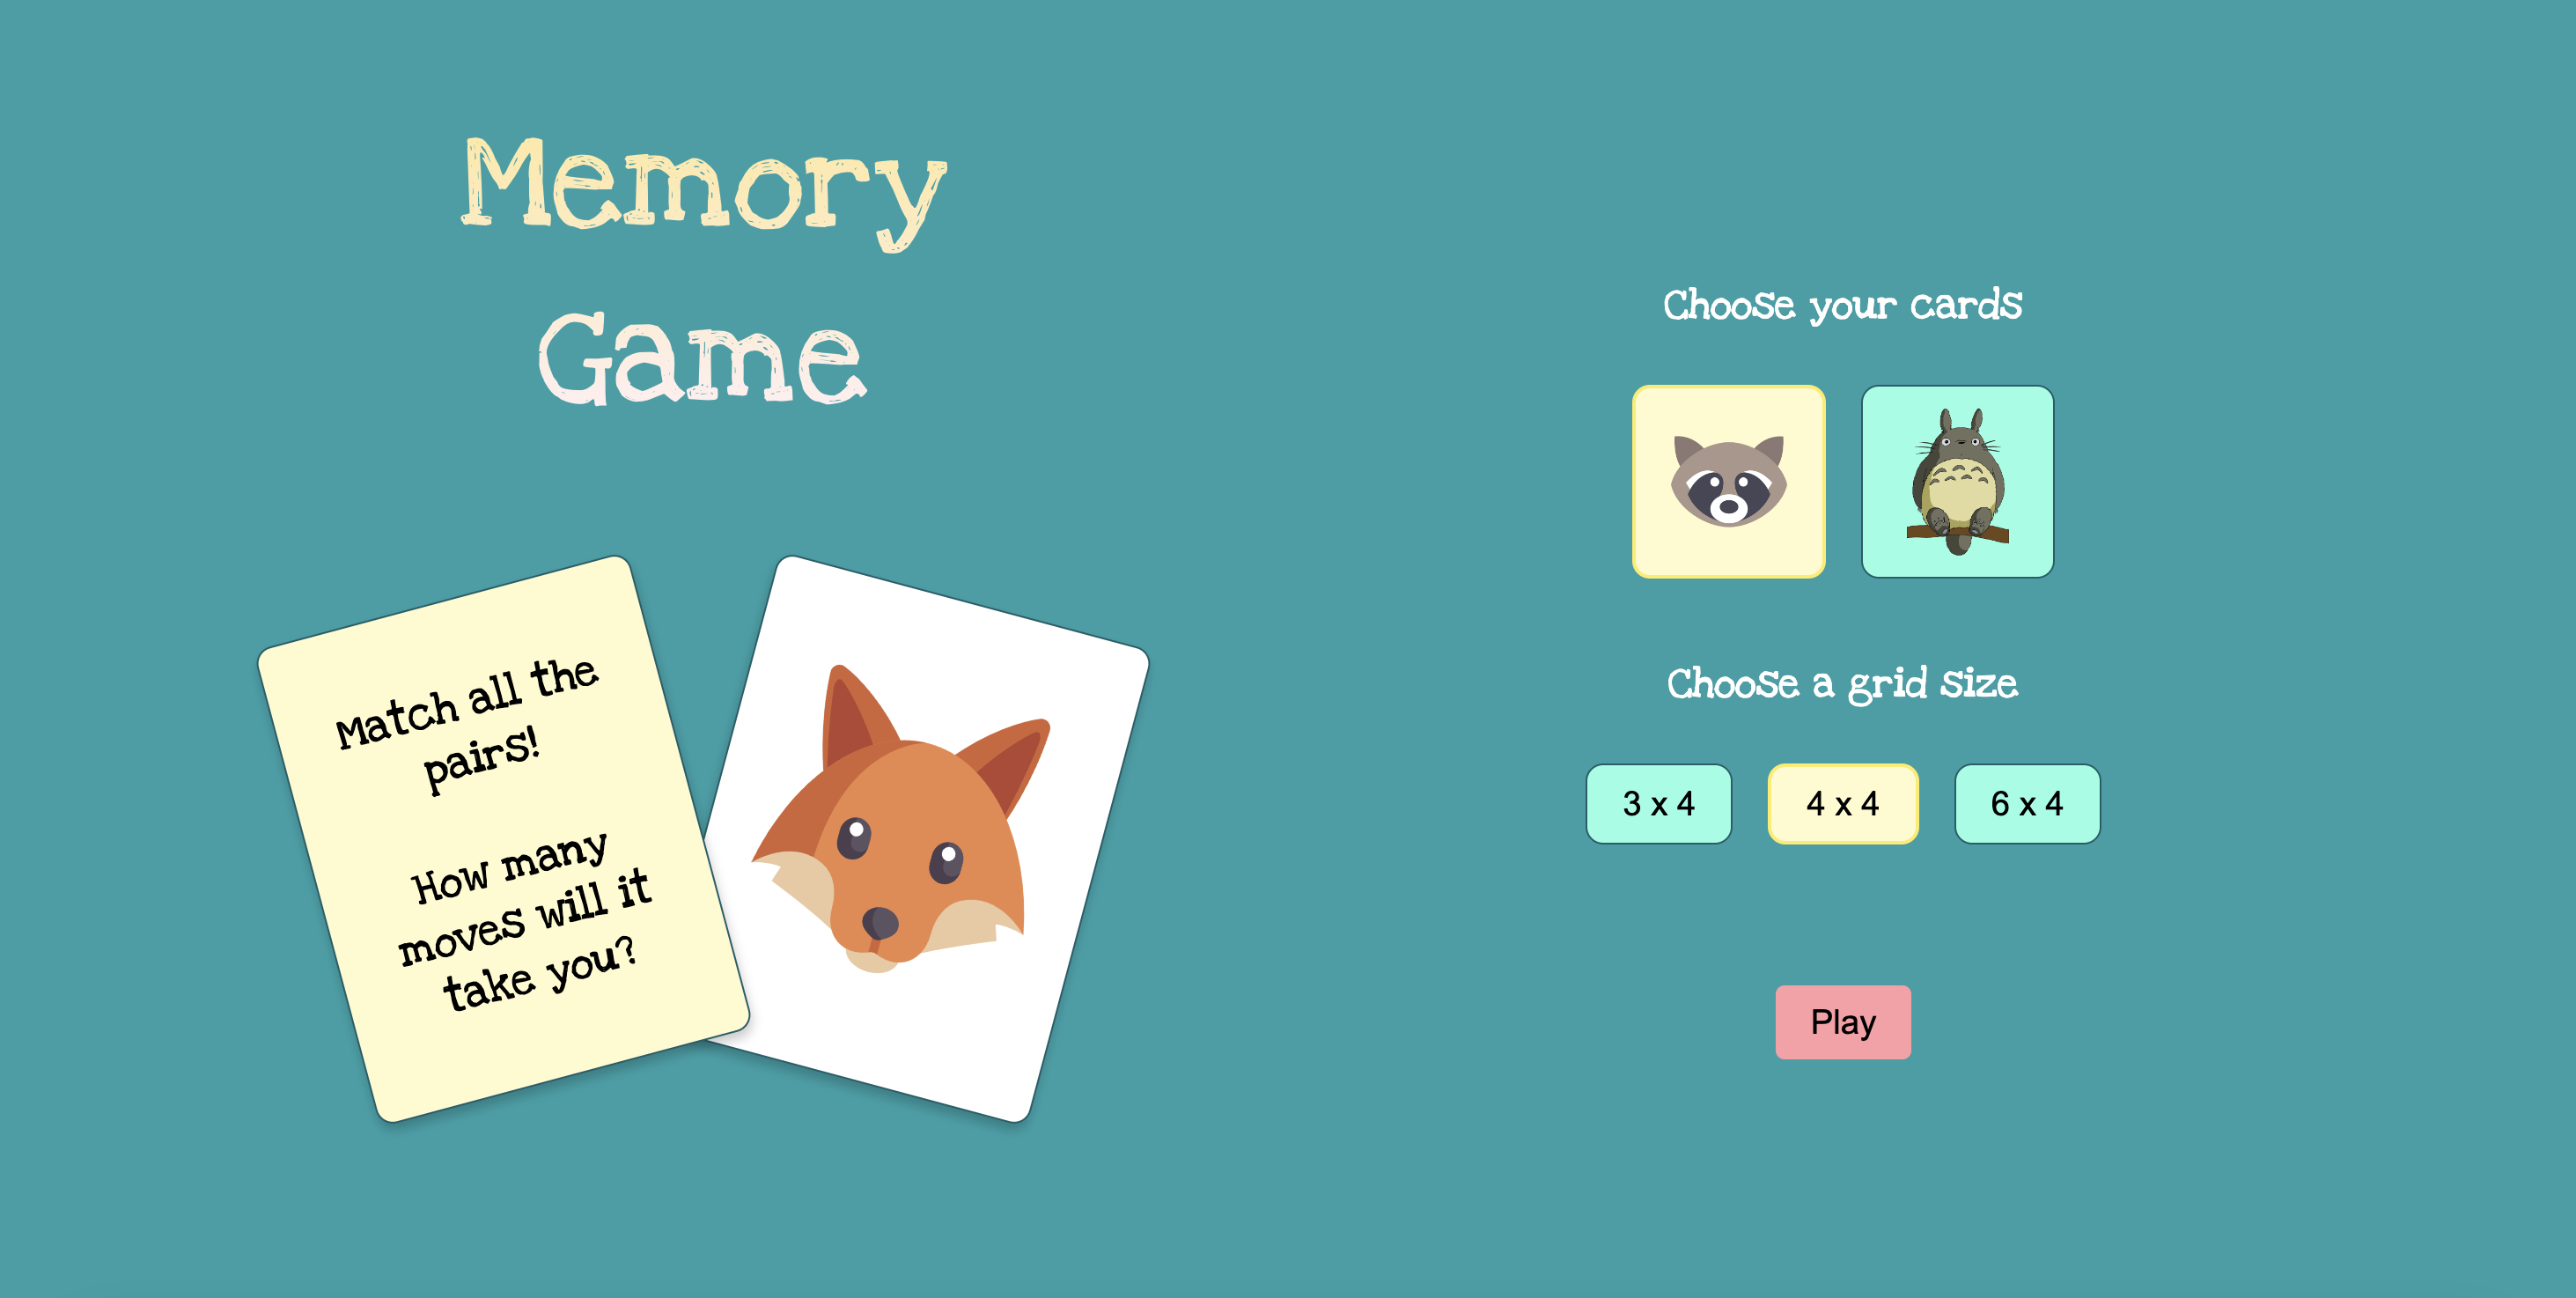 Memory
Game
Match all the
pairs!
How many
moves will it
take you?
Choose your cards
Choose a grid size
3 x 4
4 x 4
6 x 4
Play